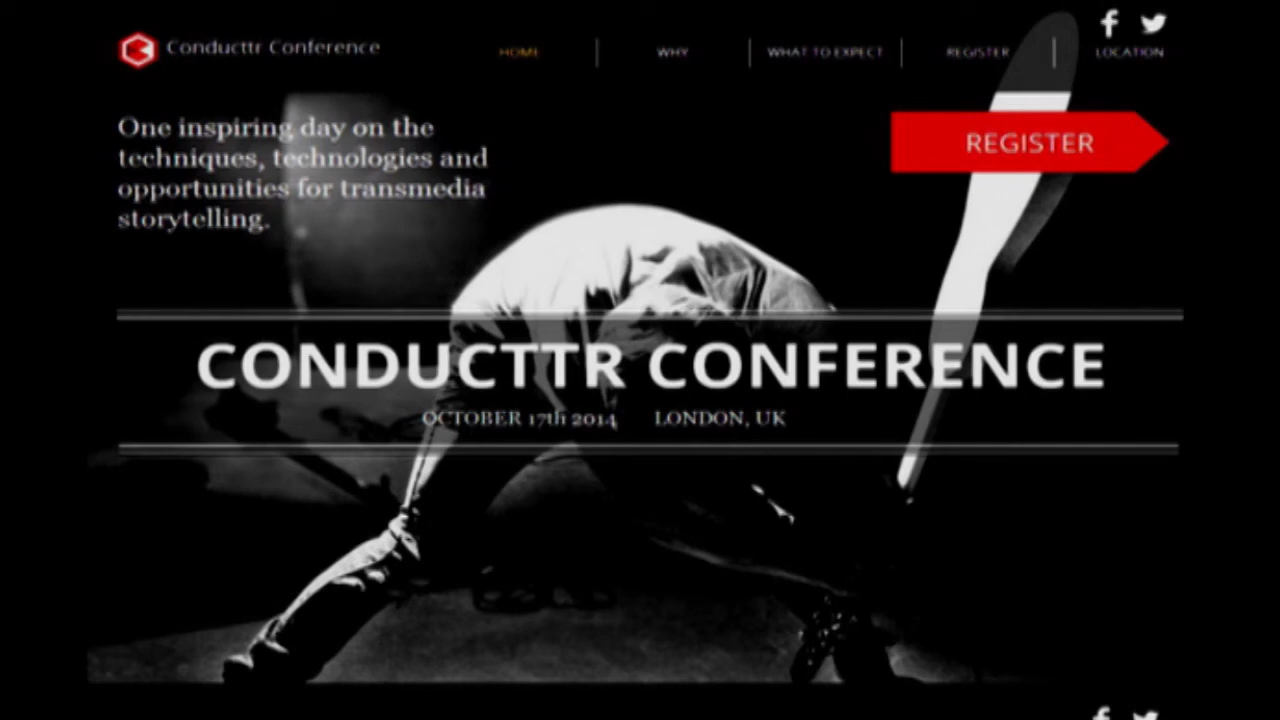 Conducttr Conference
HOME
WHY
WHAT TO EXPECT
REGISTER
LOCATION
One inspiring day on the
techniques, technologies and
opportunities for transmedia
storytelling.
REGISTER
CONDUCTTR CONFERENCE
OCTOBER 17th 2014 LONDON, UK